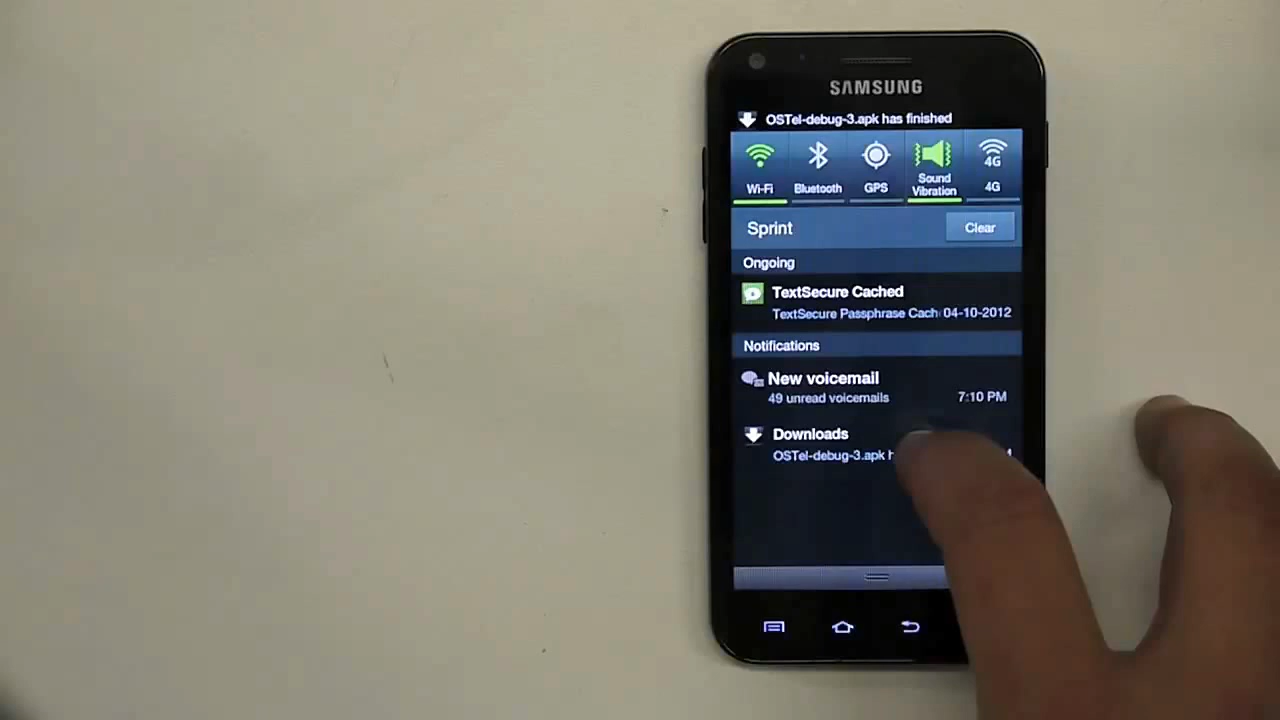 SAMSUNG
OSTel-debug-3.apk has finished
4G
Wi-Fi Bluetooth GPS Sound Vibration 4G
Sprint Clear
Ongoing
TextSecure Cached
TextSecure Passphrase Cach 04-10-2012
Notifications
New voicemail
49 unread voicemails 7:10 PM
Downloads
OSTel-debug-3.apk